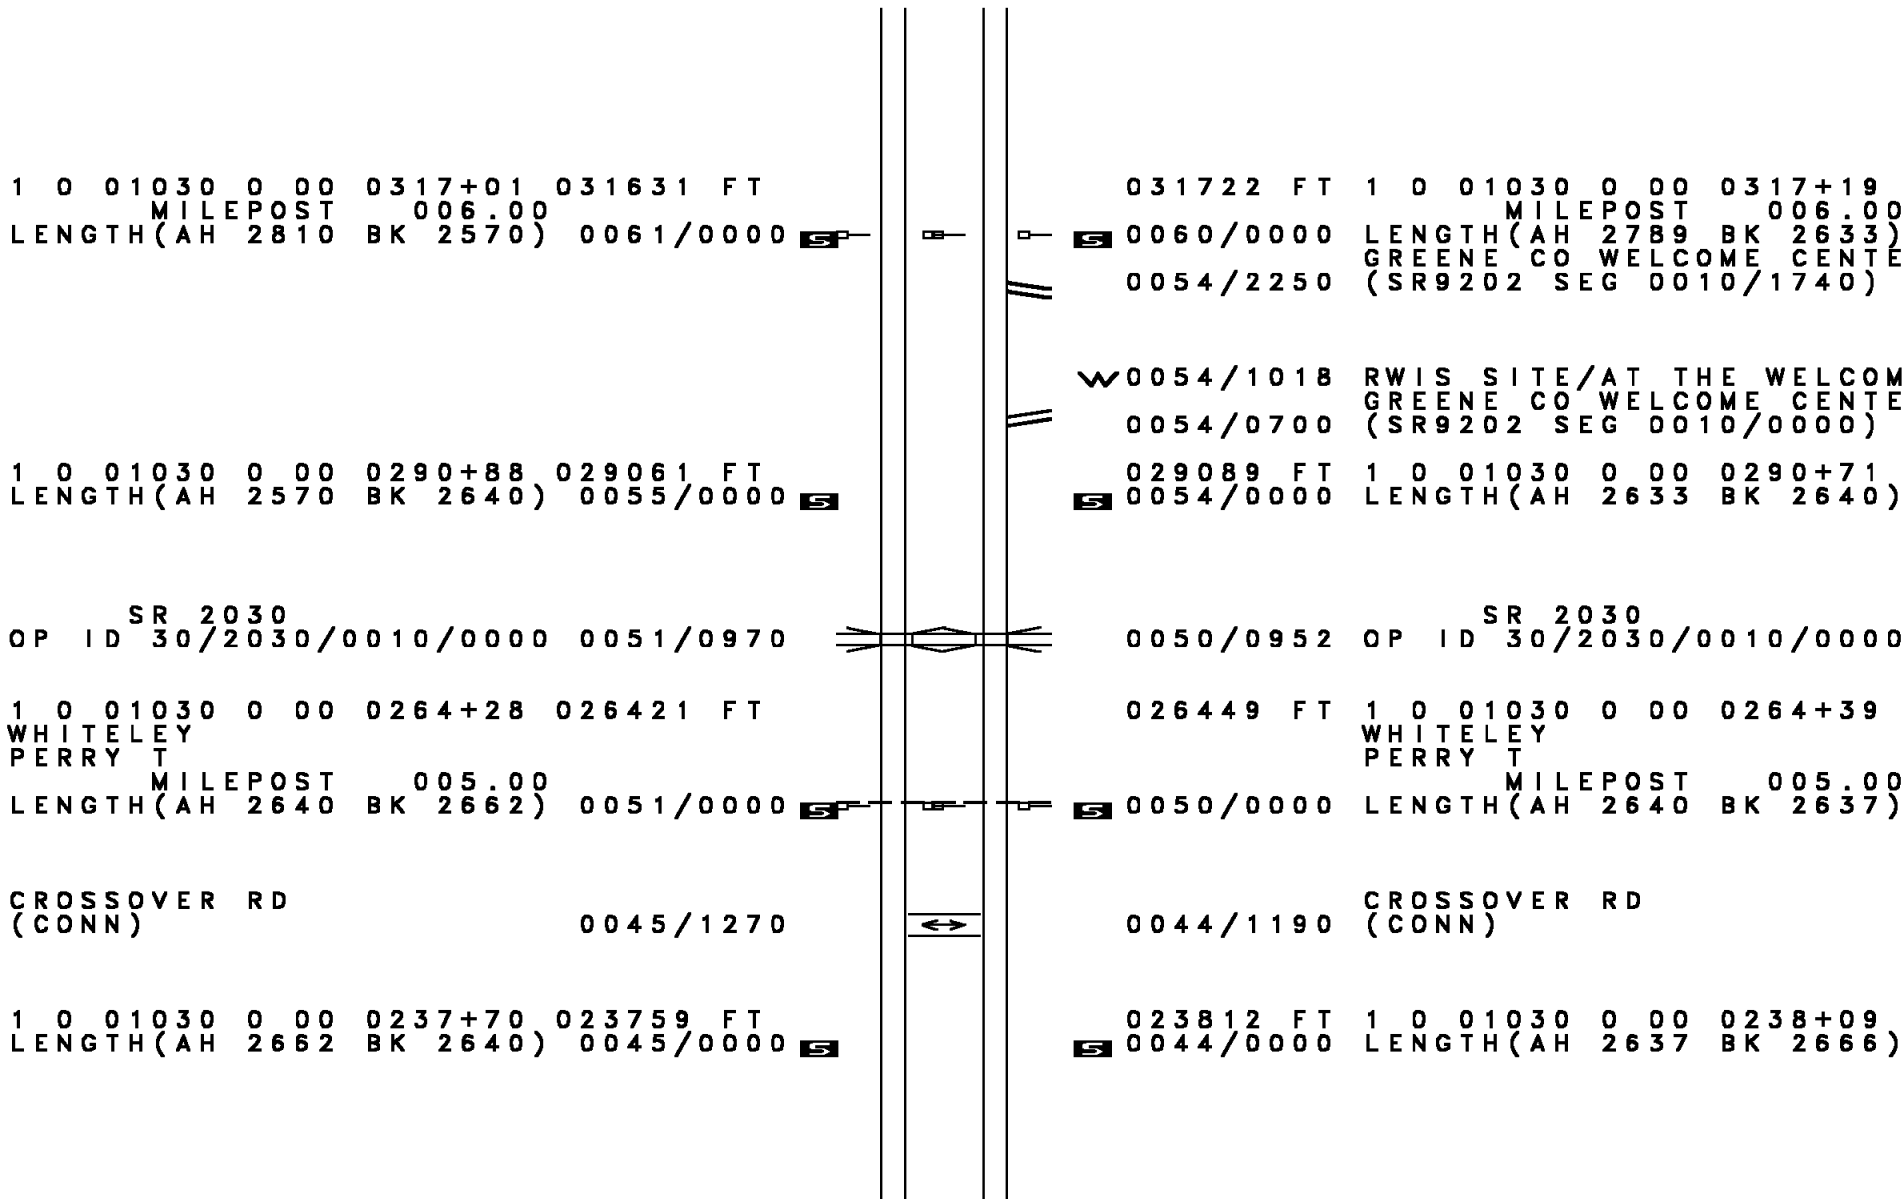 1 0 01030 0 00 0317+01 031631 FT
MILEPOST 006.00
LENGTH(AH 2810 BK 2570) 0061/0000 S
1 0 01030 0 00 0290+88 029061 FT
LENGTH(AH 2570 BK 2640) 0055/0000 S
SR 2030
OP ID 30/2030/0010/0000 0051/0970
1 0 01030 0 00 0264+28 026421 FT
WHITELEY
PERRY T
MILEPOST 005.00
LENGTH(AH 2640 BK 2662) 0051/0000 S
CROSSOVER RD
(CONN) 0045/1270
1 0 01030 0 00 0237+70 023759 FT
LENGTH(AH 2662 BK 2640) 0045/0000 S
031722 FT 1 0 01030 0 00 0317+19
MILEPOST 006.00
S 0060/0000 LENGTH(AH 2789 BK 2633)
GREENE CO WELCOME CENTE
0054/2250 (SR9202 SEG 0010/1740)
W 0054/1018 RWIS SITE/AT THE WELCOM
GREENE CO WELCOME CENTE
0054/0700 (SR9202 SEG 0010/0000)
029089 FT 1 0 01030 0 00 0290+71
S 0054/0000 LENGTH(AH 2633 BK 2640)
SR 2030
0050/0952 OP ID 30/2030/0010/0000
026449 FT 1 0 01030 0 00 0264+39
WHITELEY
PERRY T
MILEPOST 005.00
S 0050/0000 LENGTH(AH 2640 BK 2637)
CROSSOVER RD
0044/1190 (CONN)
023812 FT 1 0 01030 0 00 0238+09
S 0044/0000 LENGTH(AH 2637 BK 2666)